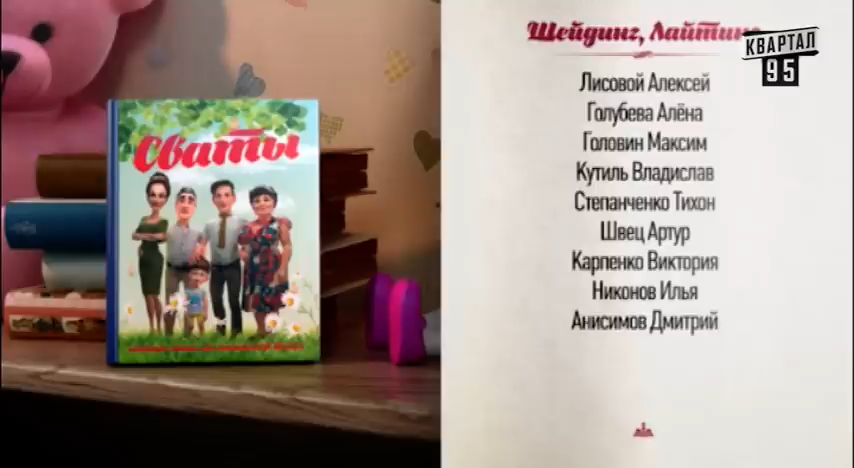 Сваты
Шейдинг, Лайтинг
КВАРТАЛ
95
Лисовой Алексей
Голубева Алёна
Головин Максим
Кутиль Владислав
Степанченко Тихон
Швец Артур
Карпенко Виктория
Никонов Илья
Анисимов Дмитрий